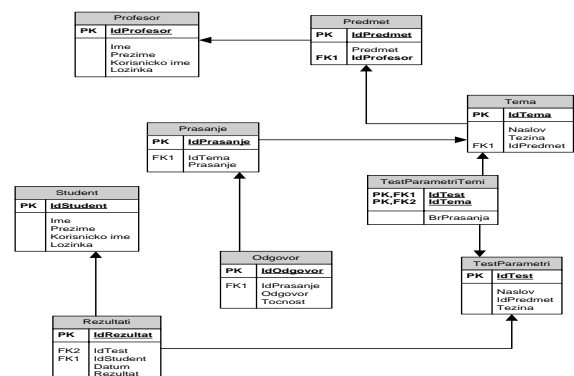 Profesor
PK IdProfesor
Ime
Prezime
Korisnicko ime
Lozinka
Predmet
PK IdPredmet
Predmet
FK1 IdProfesor
Tema
PK IdTema
Naslov
Tezina
FK1 IdPredmet
Prasanje
PK IdPrasanje
FK1 IdTema
Prasanje
TestParametriTemi
PK,FK1 IdTest
PK,FK2 IdTema
BrPrasanja
Student
PK IdStudent
Ime
Prezime
Korisnicko ime
Lozinka
Odgovor
PK IdOdgovor
FK1 IdPrasanje
Odgovor
Tocnost
TestParametri
PK IdTest
Naslov
IdPredmet
Tezina
Rezultati
PK IdRezultat
FK2 IdTest
FK1 IdStudent
Datum
Rezultat